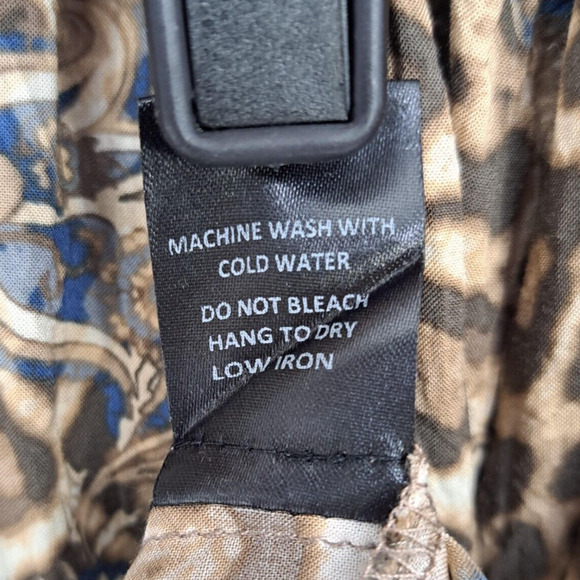 MACHINE WASH WITH
COLD WATER
DO NOT BLEACH
HANG TO DRY
LOW IRON